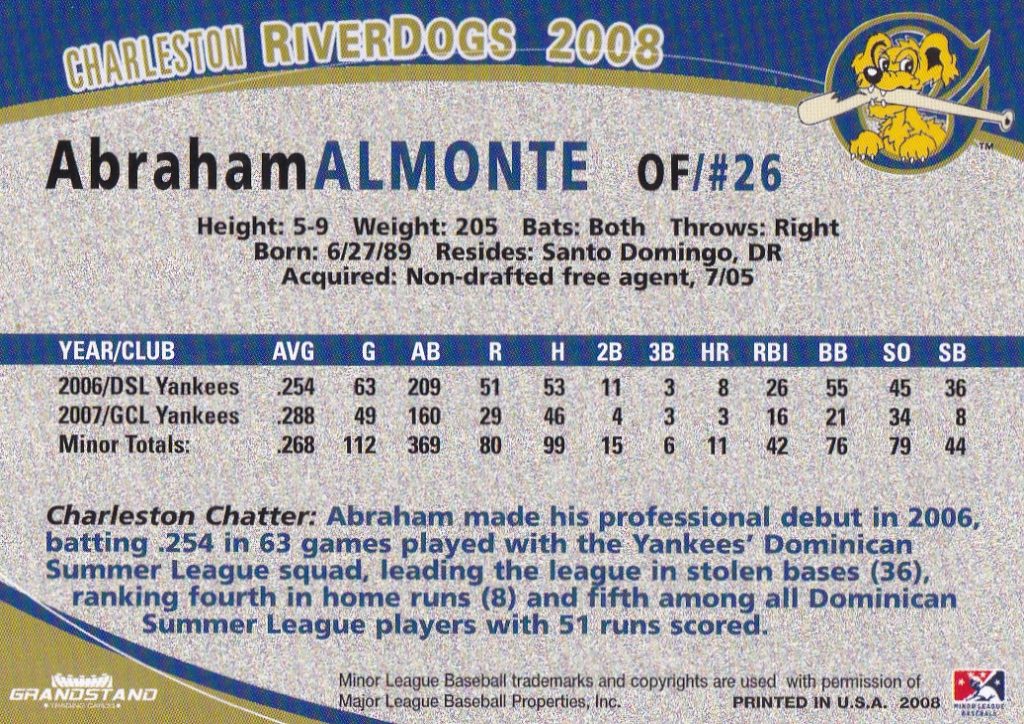 CHARLESTON RIVERDOGS 2008
TM
AbrahamALMONTE OF/#26
Height: 5-9 Weight: 205 Bats: Both Throws: Right
Born: 6/27/89 Resides: Santo Domingo, DR
Acquired: Non-drafted free agent, 7/05
YEAR/CLUB AVG G AB R H 2B 3B HR RBI BB SO SB
2006/DSL Yankees .254 63 209 51 53 11 3 8 26 55 45 36
2007/GCL Yankees .288 49 160 29 46 4 3 3 16 21 34 8
Minor Totals: .268 112 369 80 99 15 6 11 42 76 79 44
Charleston Chatter: Abraham made his professional debut in 2006,
batting .254 in 63 games played with the Yankees’ Dominican
Summer League squad, leading the league in stolen bases (36),
ranking fourth in home runs (8) and fifth among all Dominican
Summer League players with 51 runs scored.
GRANDSTAND
TRADING CARDS
Minor League Baseball trademarks and copyrights are used with permission of
Major League Baseball Properties, Inc.
PRINTED IN U.S.A. 2008
MINOR LEAGUE
BASEBALL